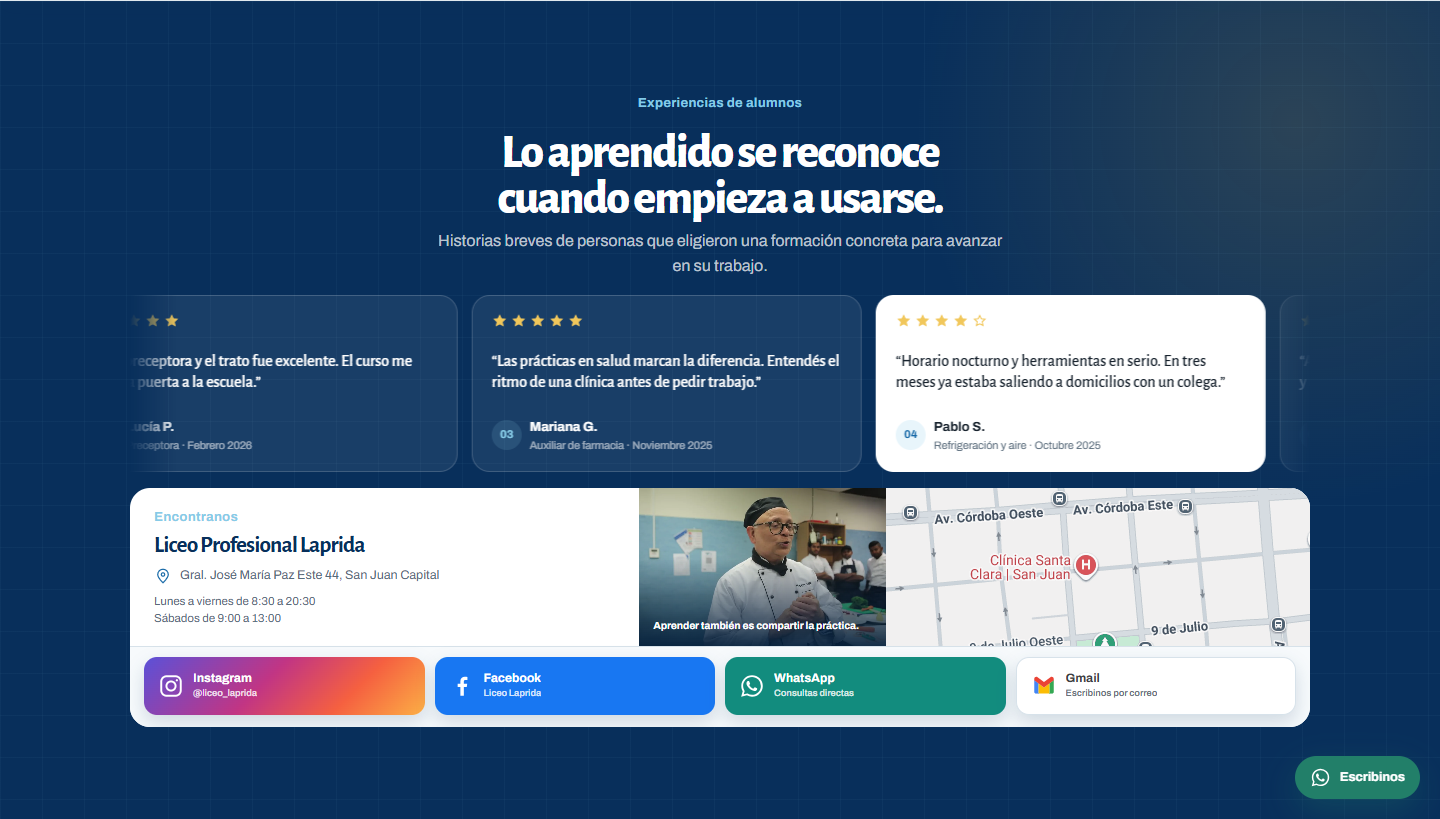 Experiencias de alumnos
Lo aprendido se reconoce
cuando empieza a usarse.
Historias breves de personas que eligieron una formación concreta para avanzar
en su trabajo.
receptora y el trato fue excelente. El curso me
puerta a la escuela.”
Lucía P.
receptora · Febrero 2026
“Las prácticas en salud marcan la diferencia. Entendés el
ritmo de una clínica antes de pedir trabajo.”
03
Mariana G.
Auxiliar de farmacia · Noviembre 2025
“Horario nocturno y herramientas en serio. En tres
meses ya estaba saliendo a domicilios con un colega.”
04
Pablo S.
Refrigeración y aire · Octubre 2025
Encontranos
Liceo Profesional Laprida
Gral. José María Paz Este 44, San Juan Capital
Lunes a viernes de 8:30 a 20:30
Sábados de 9:00 a 13:00
Aprender también es compartir la práctica.
Av. Córdoba Oeste
Av. Córdoba Este
Clínica Santa
Clara | San Juan
H
9 de Julio Oeste
9 de Julio
Instagram
@liceo_laprida
Facebook
Liceo Laprida
WhatsApp
Consultas directas
Gmail
Escribinos por correo
Escribinos